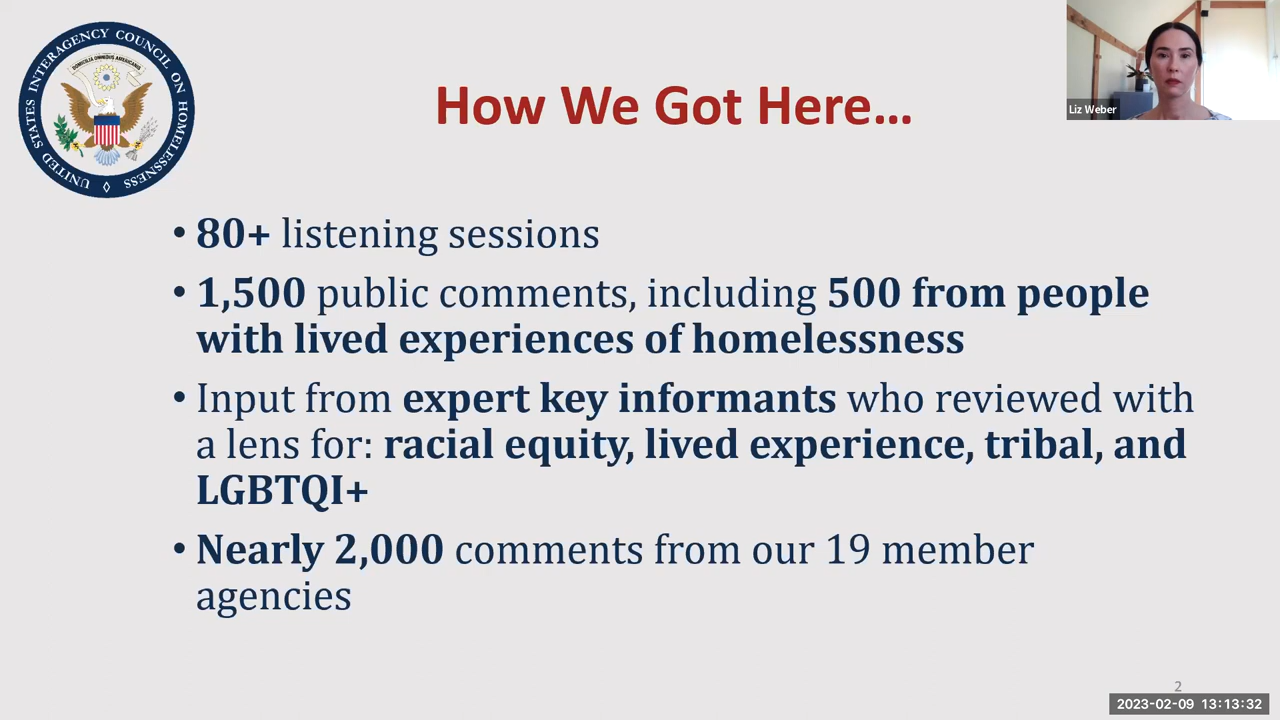 UNITED STATES INTERAGENCY COUNCIL ON HOMELESSNESS
DOMICILIA OMNIBUS AMERICANIS
How We Got Here...
Liz Weber
• 80+ listening sessions
• 1,500 public comments, including 500 from people
with lived experiences of homelessness
• Input from expert key informants who reviewed with
a lens for: racial equity, lived experience, tribal, and
LGBTQI+
• Nearly 2,000 comments from our 19 member
agencies
2
2023-02-09 13:13:32